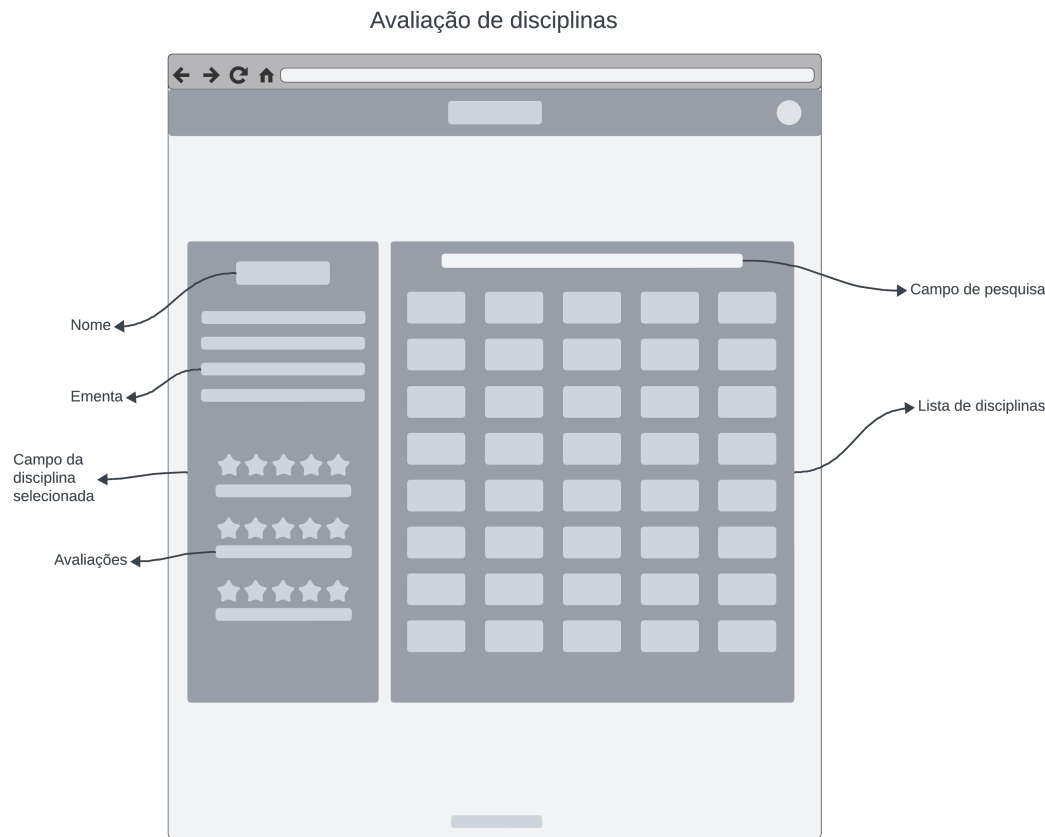 Avaliação de disciplinas
Nome
Ementa
Campo da
disciplina
selecionada
Avaliações
Campo de pesquisa
Lista de disciplinas